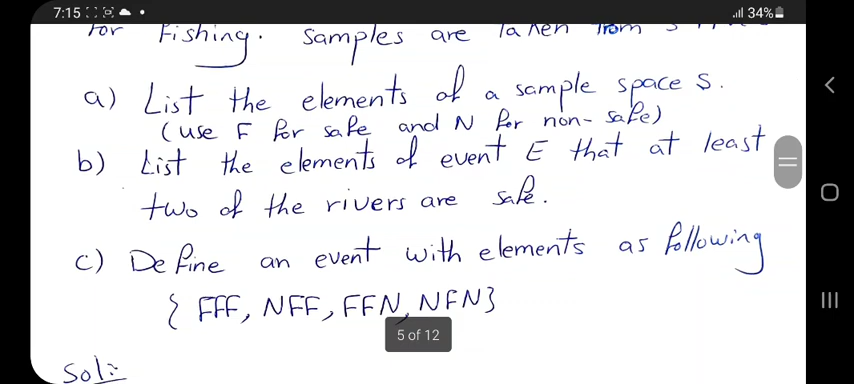 7:15
34%
For Fishing. Samples are taken from
a) List the elements of a sample space S.
(use F for safe and N for non-safe)
b) List the elements of event E that at least
two of the rivers are safe.
c) Define an event with elements as following
{ FFF, NFF, FFN, NFN}
5 of 12
Sol: